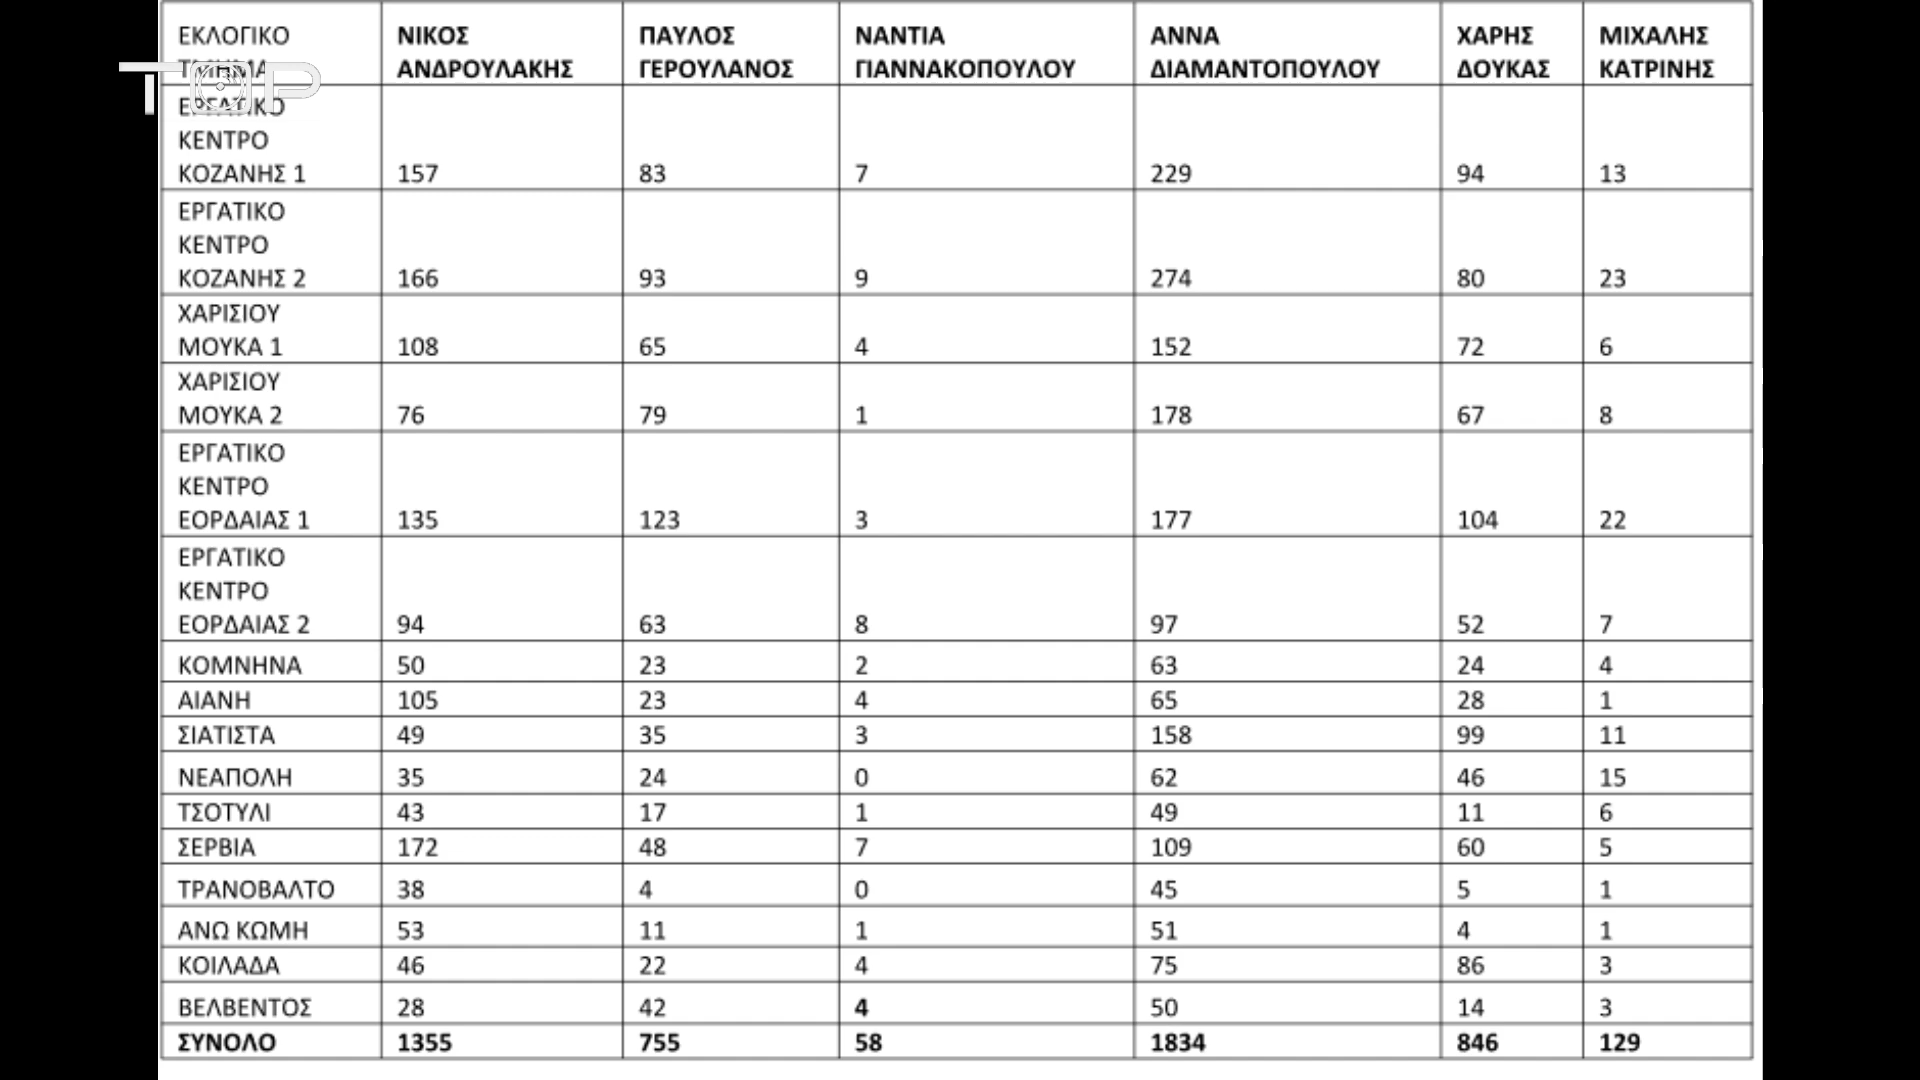 ΕΚΛΟΓΙΚΟ ΤΜΗΜΑ ΝΙΚΟΣ ΑΝΔΡΟΥΛΑΚΗΣ ΠΑΥΛΟΣ ΓΕΡΟΥΛΑΝΟΣ ΝΑΝΤΙΑ ΓΙΑΝΝΑΚΟΠΟΥΛΟΥ ΑΝΝΑ ΔΙΑΜΑΝΤΟΠΟΥΛΟΥ ΧΑΡΗΣ ΔΟΥΚΑΣ ΜΙΧΑΛΗΣ ΚΑΤΡΙΝΗΣ
TOP
ΕΡΓΑΤΙΚΟ ΚΕΝΤΡΟ ΚΟΖΑΝΗΣ 1 157 83 7 229 94 13
ΕΡΓΑΤΙΚΟ ΚΕΝΤΡΟ ΚΟΖΑΝΗΣ 2 166 93 9 274 80 23
ΧΑΡΙΣΙΟΥ ΜΟΥΚΑ 1 108 65 4 152 72 6
ΧΑΡΙΣΙΟΥ ΜΟΥΚΑ 2 76 79 1 178 67 8
ΕΡΓΑΤΙΚΟ ΚΕΝΤΡΟ ΕΟΡΔΑΙΑΣ 1 135 123 3 177 104 22
ΕΡΓΑΤΙΚΟ ΚΕΝΤΡΟ ΕΟΡΔΑΙΑΣ 2 94 63 8 97 52 7
ΚΟΜΝΗΝΑ 50 23 2 63 24 4
ΑΙΑΝΗ 105 23 4 65 28 1
ΣΙΑΤΙΣΤΑ 49 35 3 158 99 11
ΝΕΑΠΟΛΗ 35 24 0 62 46 15
ΤΣΟΤΥΛΙ 43 17 1 49 11 6
ΣΕΡΒΙΑ 172 48 7 109 60 5
ΤΡΑΝΟΒΑΛΤΟ 38 4 0 45 5 1
ΑΝΩ ΚΩΜΗ 53 11 1 51 4 1
ΚΟΙΛΑΔΑ 46 22 4 75 86 3
ΒΕΛΒΕΝΤΟΣ 28 42 4 50 14 3
ΣΥΝΟΛΟ 1355 755 58 1834 846 129